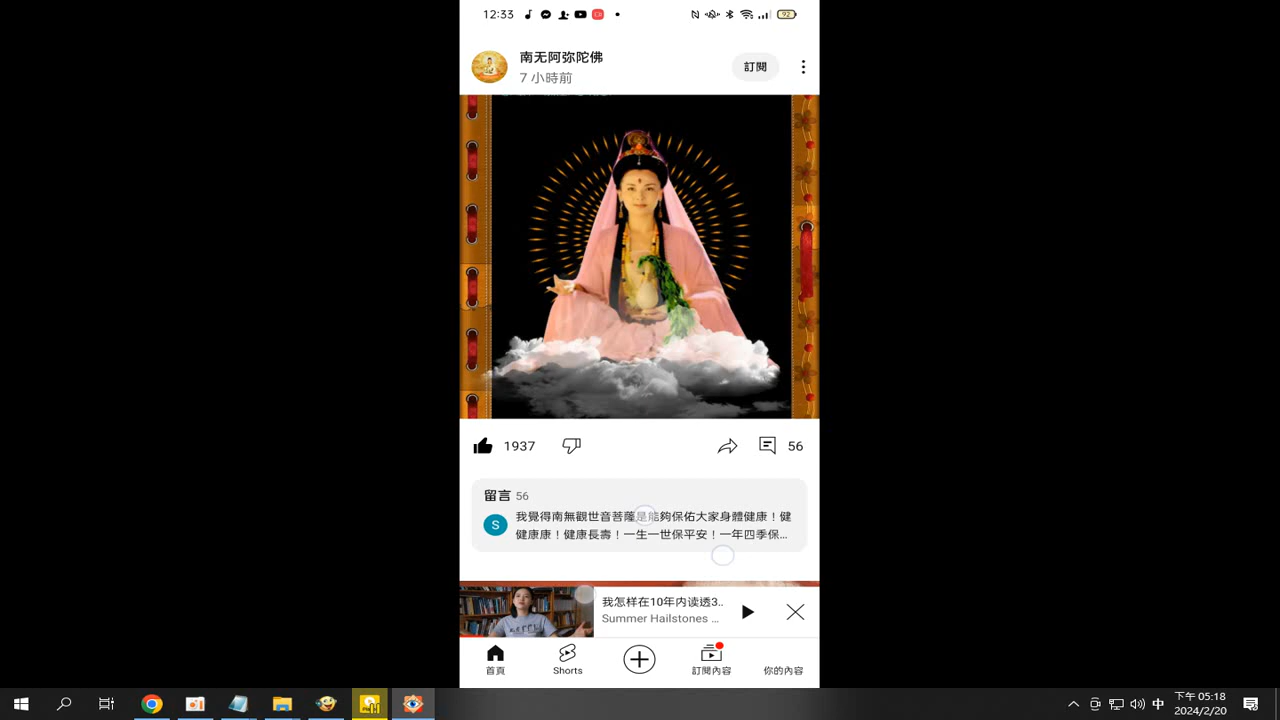 12:33
92
南无阿弥陀佛
7 小時前
訂閱
1937
56
留言 56
S
我覺得南無觀世音菩薩是能夠保佑大家身體健康！健
健康康！健康長壽！一生一世保平安！一年四季保...
我怎样在10年内读透3..
Summer Hailstones ...
首頁
Shorts
訂閱內容
你的內容
中
下午 05:18
2024/2/20